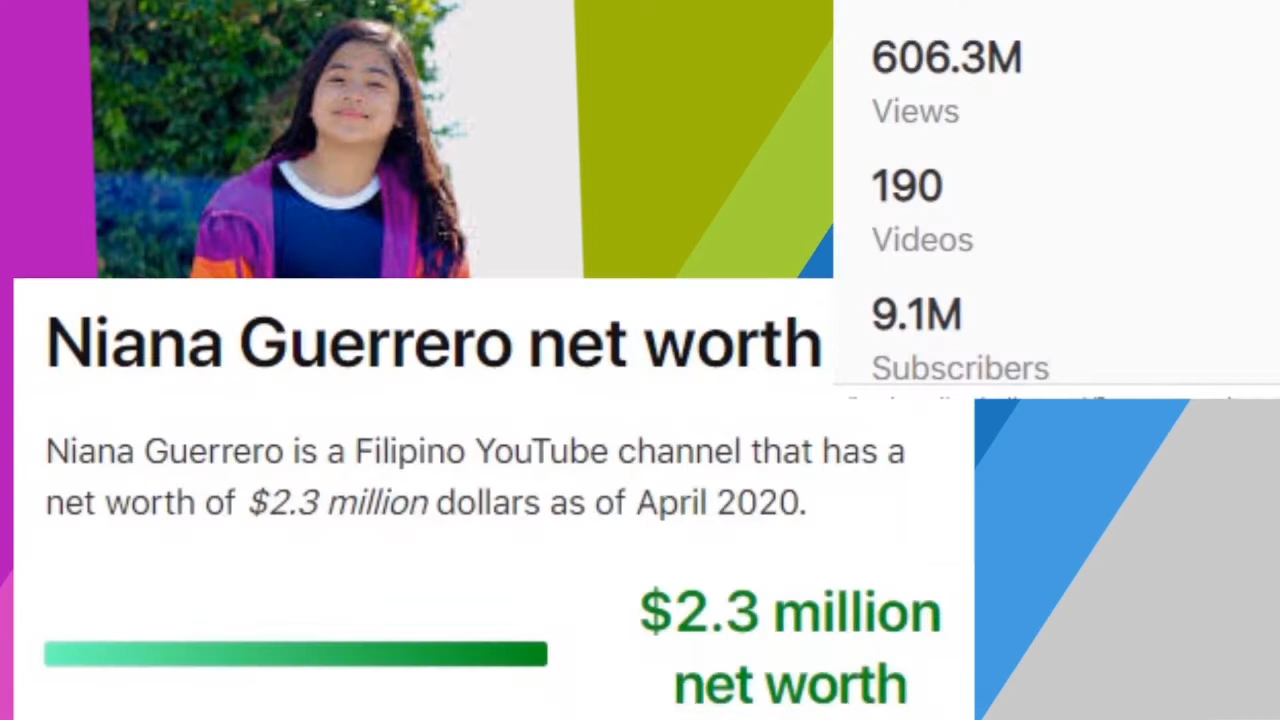 606.3M
Views
190
Videos
9.1M
Subscribers
Niana Guerrero net worth
Niana Guerrero is a Filipino YouTube channel that has a
net worth of $2.3 million dollars as of April 2020.
$2.3 million
net worth